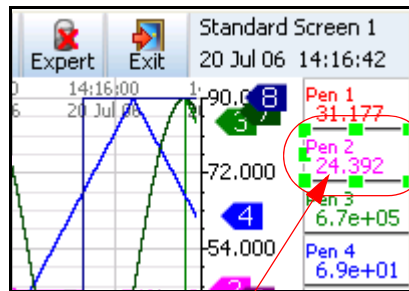 Expert Exit
Standard Screen 1
20 Jul 06 14:16:42
14:16:00
20 Jul 06
90.0
8
3
-72.000
4
-54.000
Pen 1
31.177
Pen 2
24.392
Pen 3
6.7e+05
Pen 4
6.9e+01